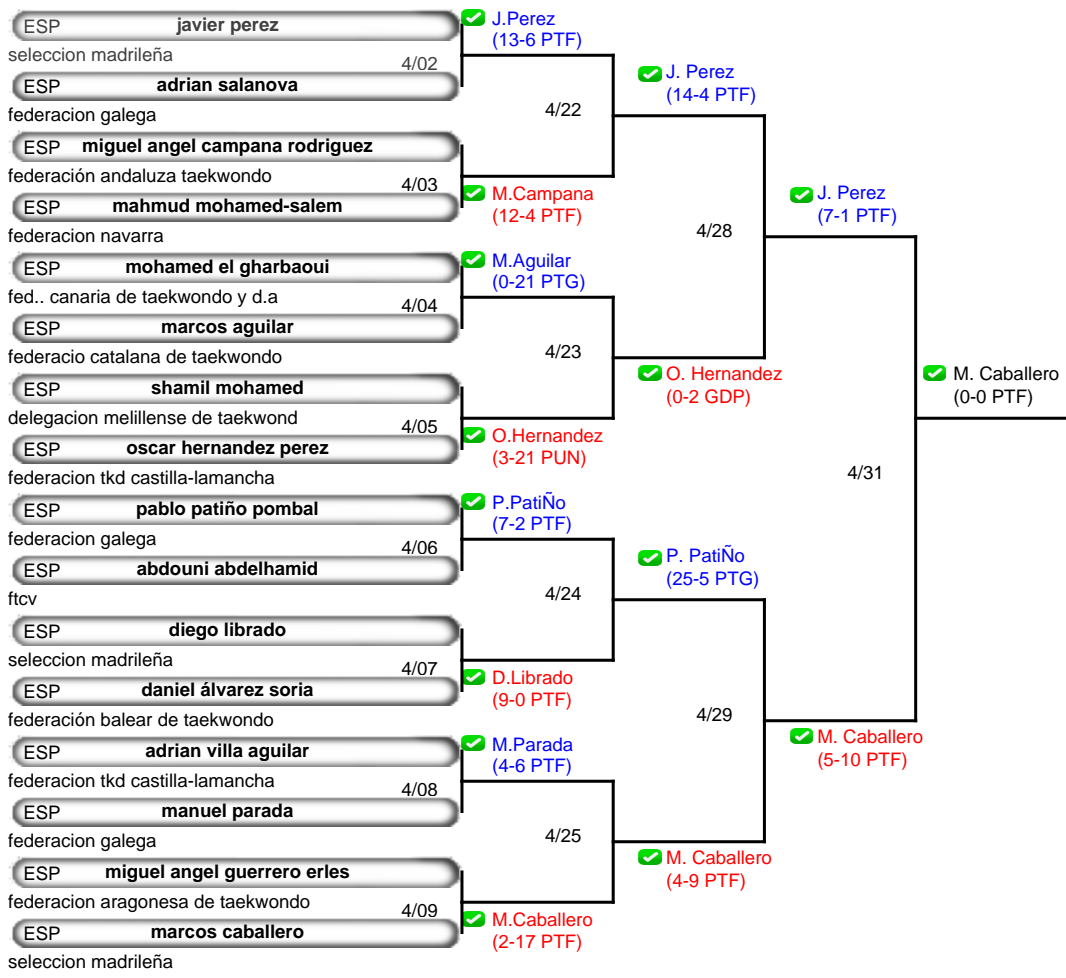 ESP javier perez
seleccion madrileña
4/02
ESP adrian salanova
federacion galega
ESP miguel angel campana rodriguez
federación andaluza taekwondo
4/03
ESP mahmud mohamed-salem
federacion navarra
ESP mohamed el gharbaoui
fed.. canaria de taekwondo y d.a
4/04
ESP marcos aguilar
federacio catalana de taekwondo
ESP shamil mohamed
delegacion melillense de taekwond
4/05
ESP oscar hernandez perez
federacion tkd castilla-lamancha
ESP pablo patiño pombal
federacion galega
4/06
ESP abdouni abdelhamid
ftcv
ESP diego librado
seleccion madrileña
4/07
ESP daniel álvarez soria
federación balear de taekwondo
ESP adrian villa aguilar
federacion tkd castilla-lamancha
4/08
ESP manuel parada
federacion galega
ESP miguel angel guerrero erles
federacion aragonesa de taekwondo
4/09
ESP marcos caballero
seleccion madrileña
J.Perez
(13-6 PTF)
4/22
M.Campana
(12-4 PTF)
M.Aguilar
(0-21 PTG)
4/23
O.Hernandez
(3-21 PUN)
P.PatiÑo
(7-2 PTF)
4/24
D.Librado
(9-0 PTF)
M.Parada
(4-6 PTF)
4/25
M.Caballero
(2-17 PTF)
J. Perez
(14-4 PTF)
4/28
O. Hernandez
(0-2 GDP)
P. PatiÑo
(25-5 PTG)
4/29
M. Caballero
(4-9 PTF)
J. Perez
(7-1 PTF)
4/31
M. Caballero
(5-10 PTF)
M. Caballero
(0-0 PTF)